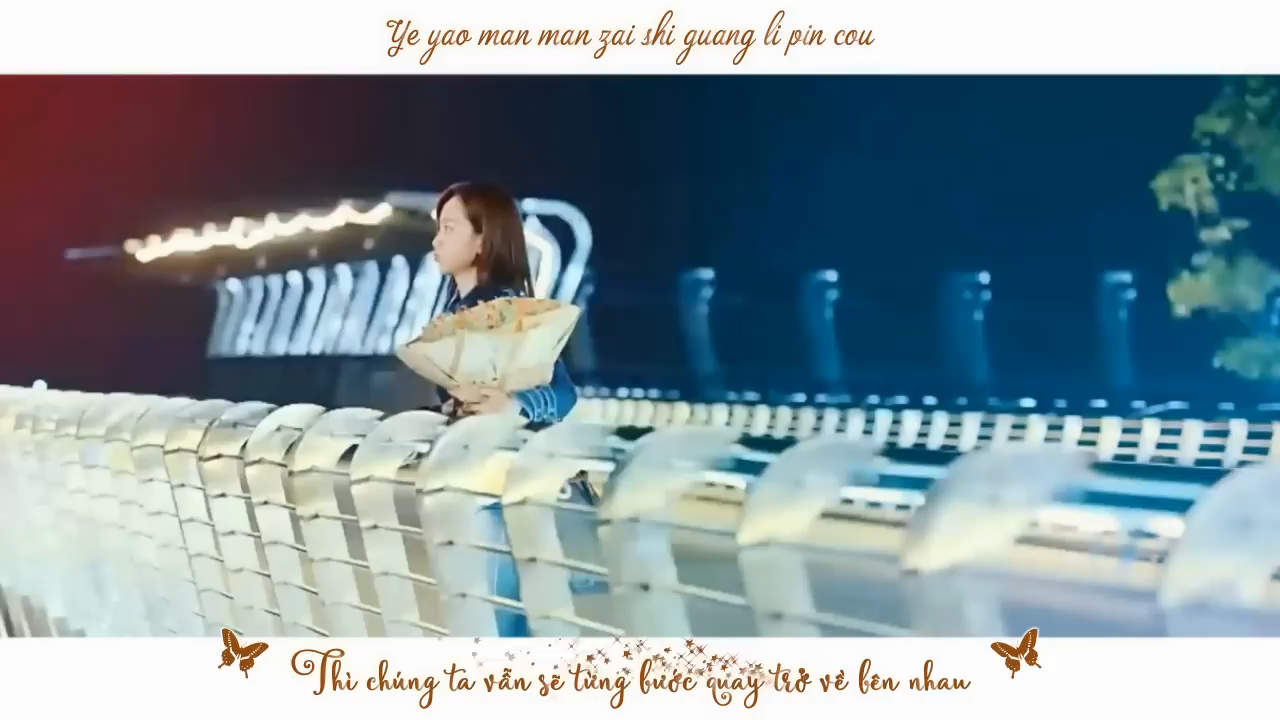 Ye yao man man zai shi guang li pin cou
Thì chúng ta vẫn sẽ từng bước quay trở về bên nhau